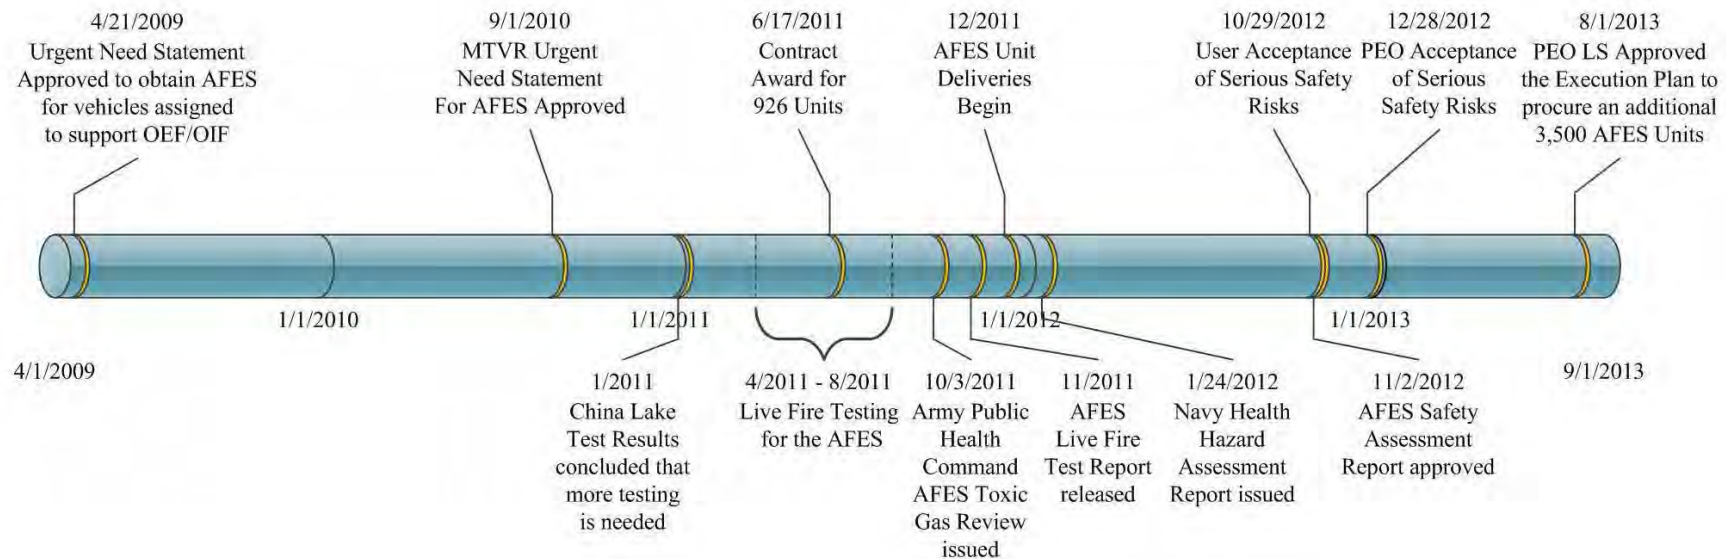 4/21/2009
Urgent Need Statement
Approved to obtain AFES
for vehicles assigned
to support OEF/OIF
9/1/2010
MTVR Urgent
Need Statement
For AFES Approved
6/17/2011
Contract
Award for
926 Units
12/2011
AFES Unit
Deliveries
Begin
10/29/2012
User Acceptance
of Serious Safety
Risks
12/28/2012
PEO Acceptance
of Serious
Safety Risks
8/1/2013
PEO LS Approved
the Execution Plan to
procure an additional
3,500 AFES Units
1/1/2010
1/1/2011
1/1/2012
1/1/2013
4/1/2009
9/1/2013
1/2011
China Lake
Test Results
concluded that
more testing
is needed
4/2011 - 8/2011
Live Fire Testing
for the AFES
10/3/2011
Army Public
Health
Command
AFES Toxic
Gas Review
issued
11/2011
AFES
Live Fire
Test Report
released
1/24/2012
Navy Health
Hazard
Assessment
Report issued
11/2/2012
AFES Safety
Assessment
Report approved